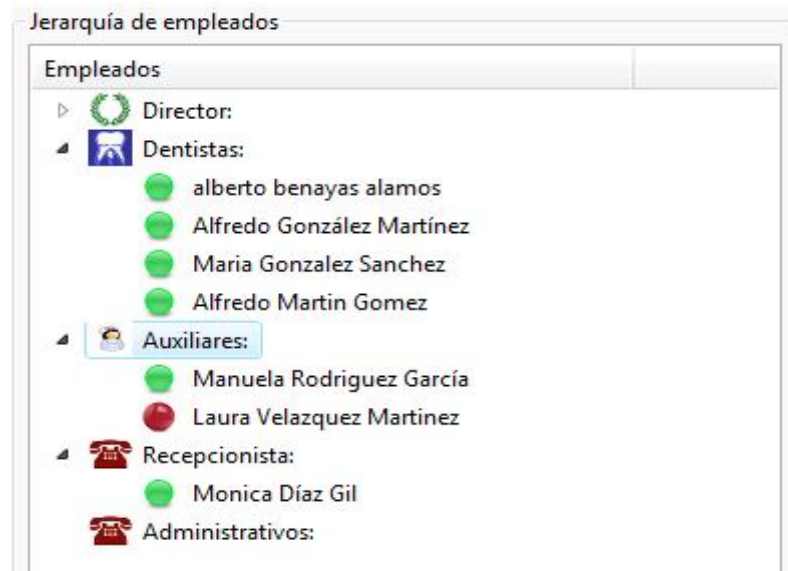 Jerarquía de empleados
Empleados
Director:
Dentistas:
alberto benayas alamos
Alfredo González Martínez
Maria Gonzalez Sanchez
Alfredo Martin Gomez
Auxiliares:
Manuela Rodriguez García
Laura Velazquez Martinez
Recepcionista:
Monica Díaz Gil
Administrativos: